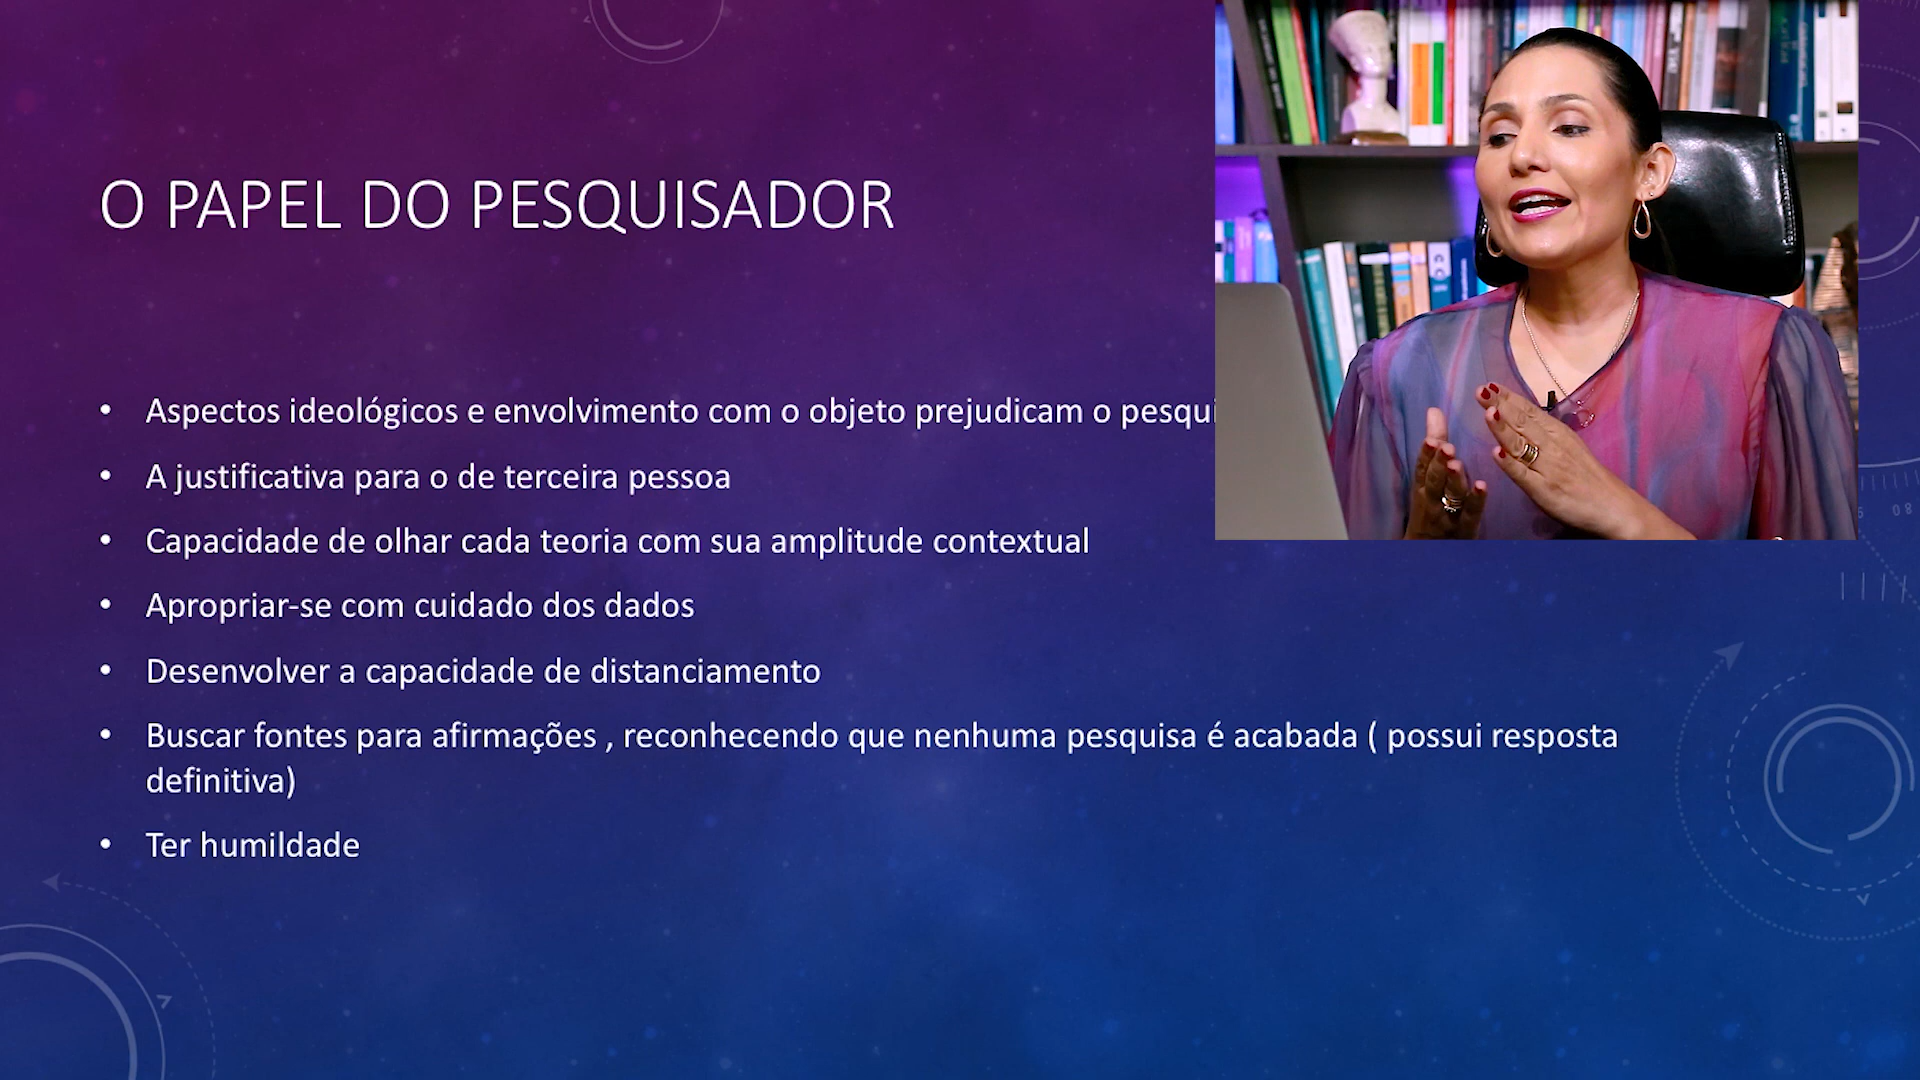 O PAPEL DO PESQUISADOR
• Aspectos ideológicos e envolvimento com o objeto prejudicam o
• A justificativa para o de terceira pessoa
• Capacidade de olhar cada teoria com sua amplitude contextual
• Apropriar-se com cuidado dos dados
• Desenvolver a capacidade de distanciamento
• Buscar fontes para afirmações , reconhecendo que nenhuma pesquisa é acabada ( possui resposta
definitiva)
• Ter humildade